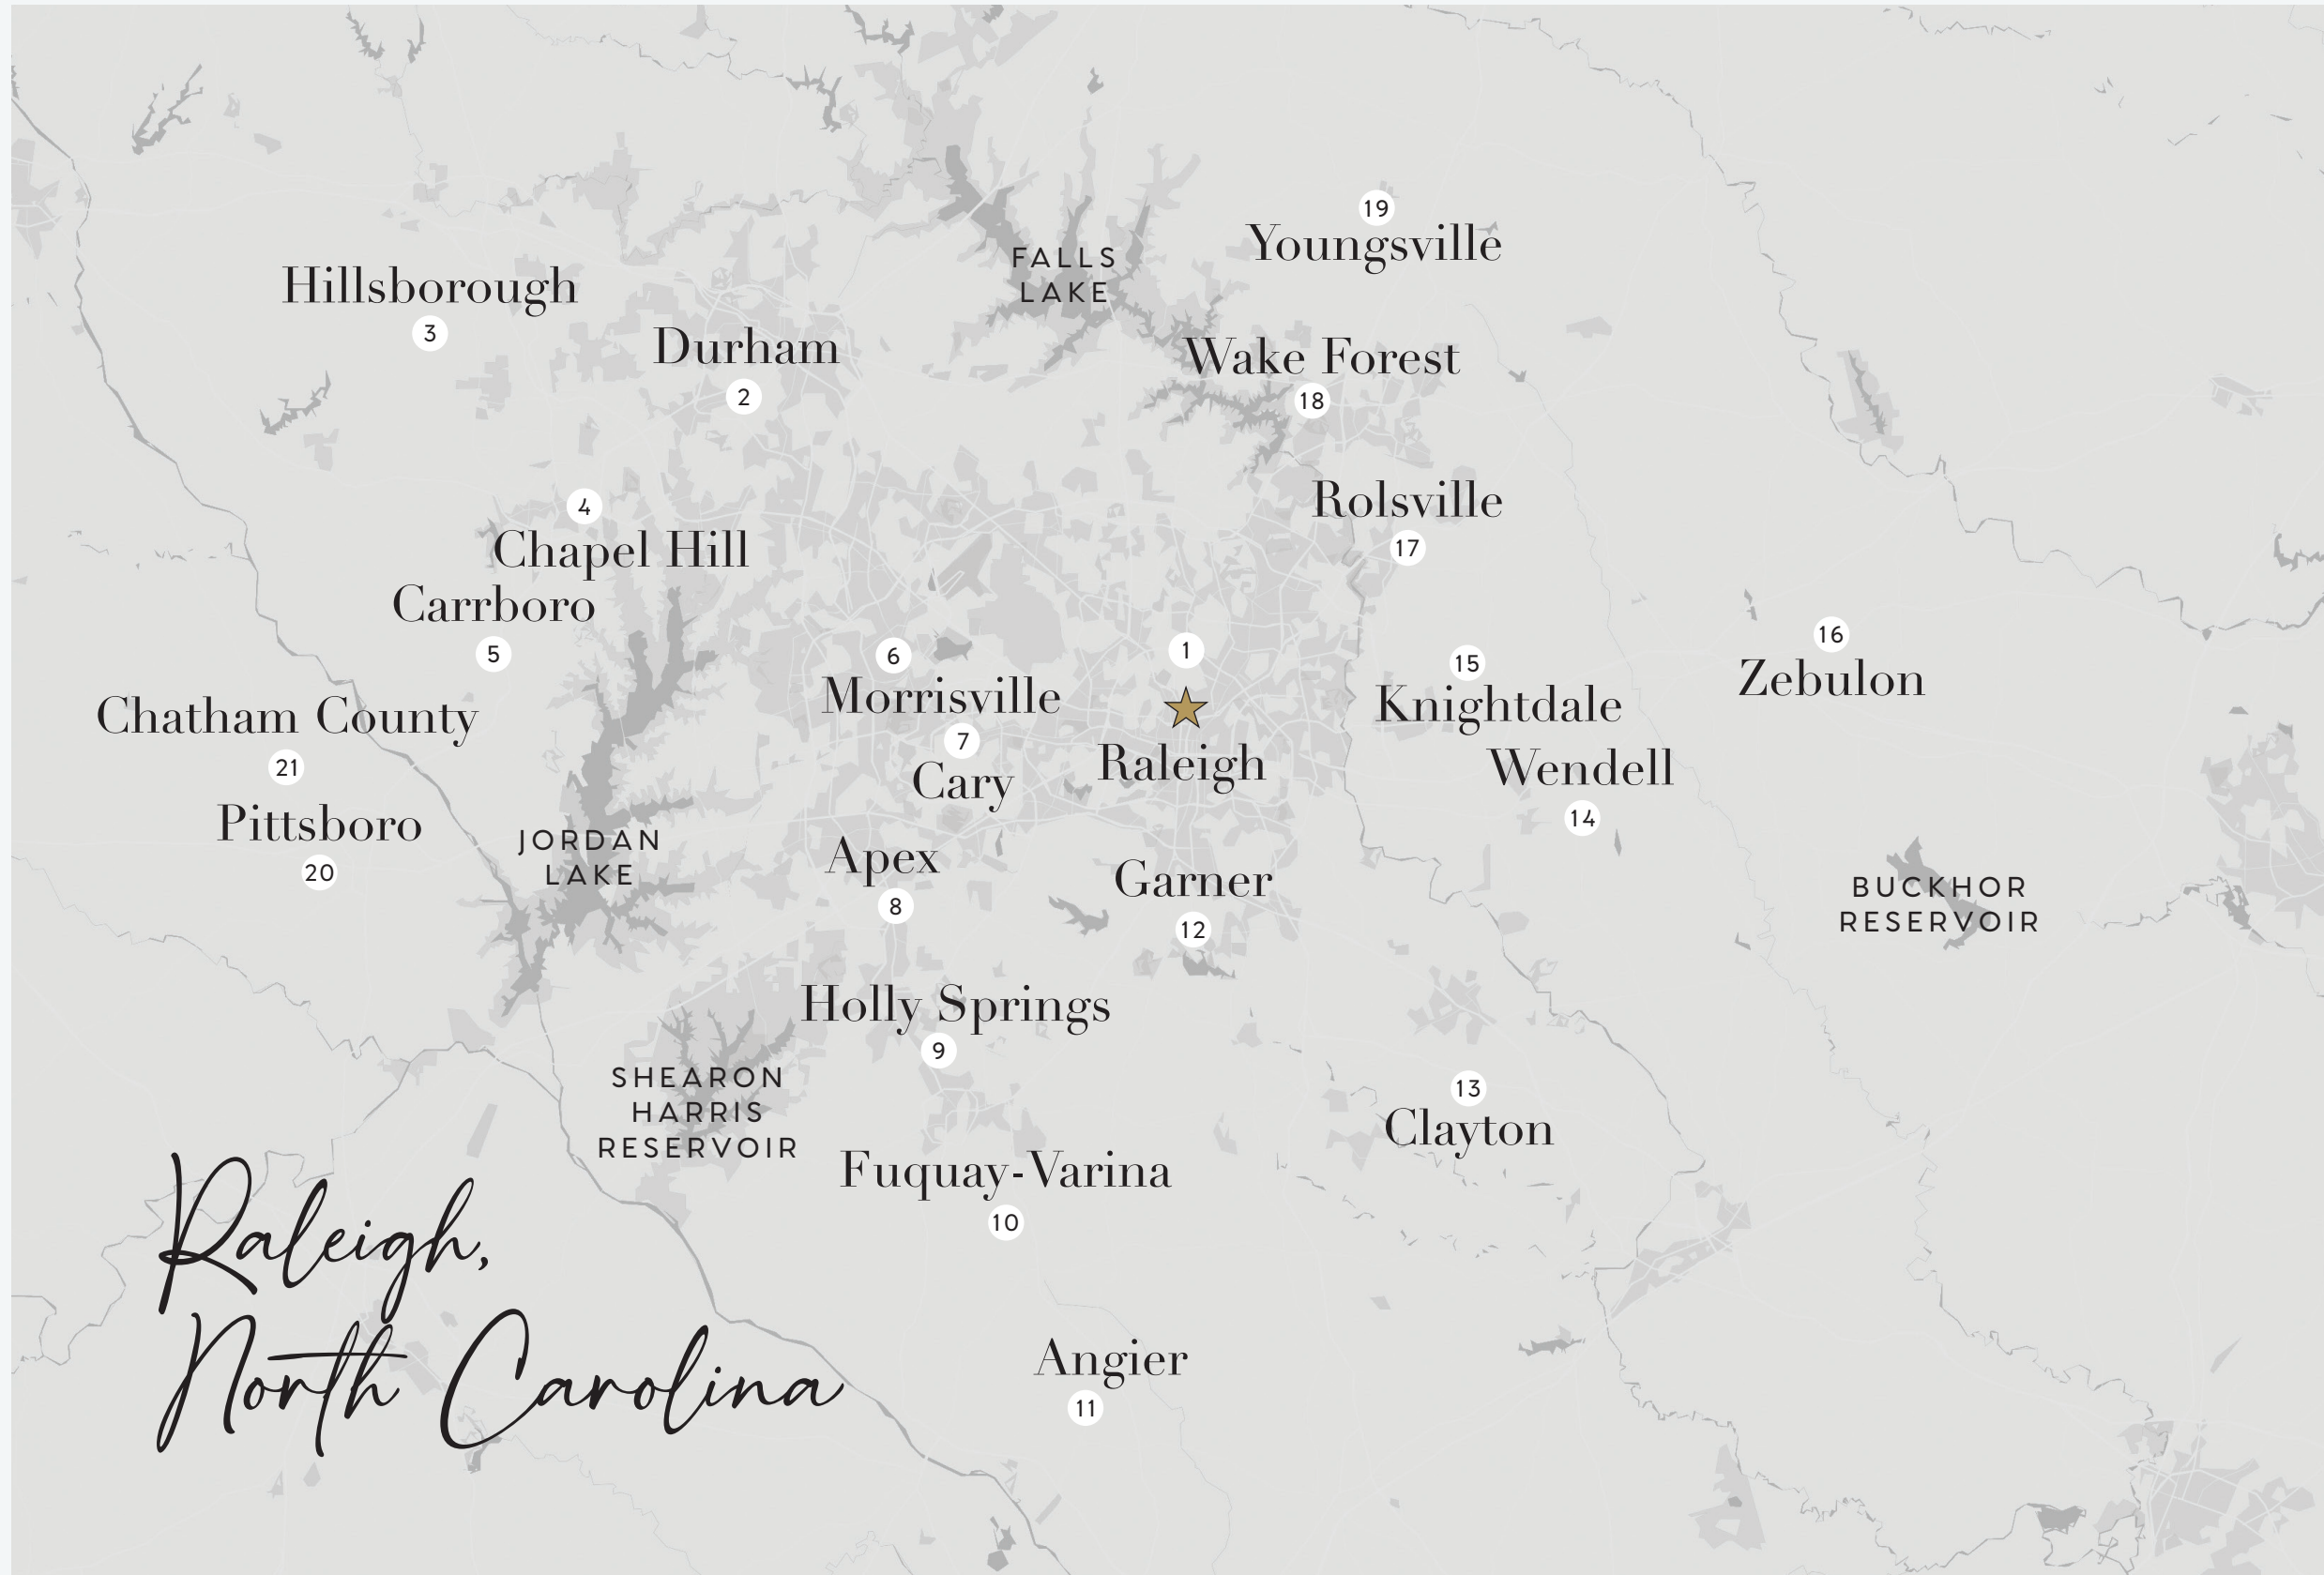 19
Youngsville
FALLS
LAKE
Hillsborough
3
Durham
2
Wake Forest
18
4
Chapel Hill
Rolsville
17
Carrboro
5
6
Morrisville
7
Cary
1
Raleigh
15
Knightdale
16
Zebulon
Wendell
14
Chatham County
21
Pittsboro
20
JORDAN
LAKE
Apex
8
Garner
12
BUCKHOR
RESERVOIR
Holly Springs
9
SHEARON
HARRIS
RESERVOIR
13
Clayton
Fuquay-Varina
10
Angier
11
Raleigh,
North Carolina